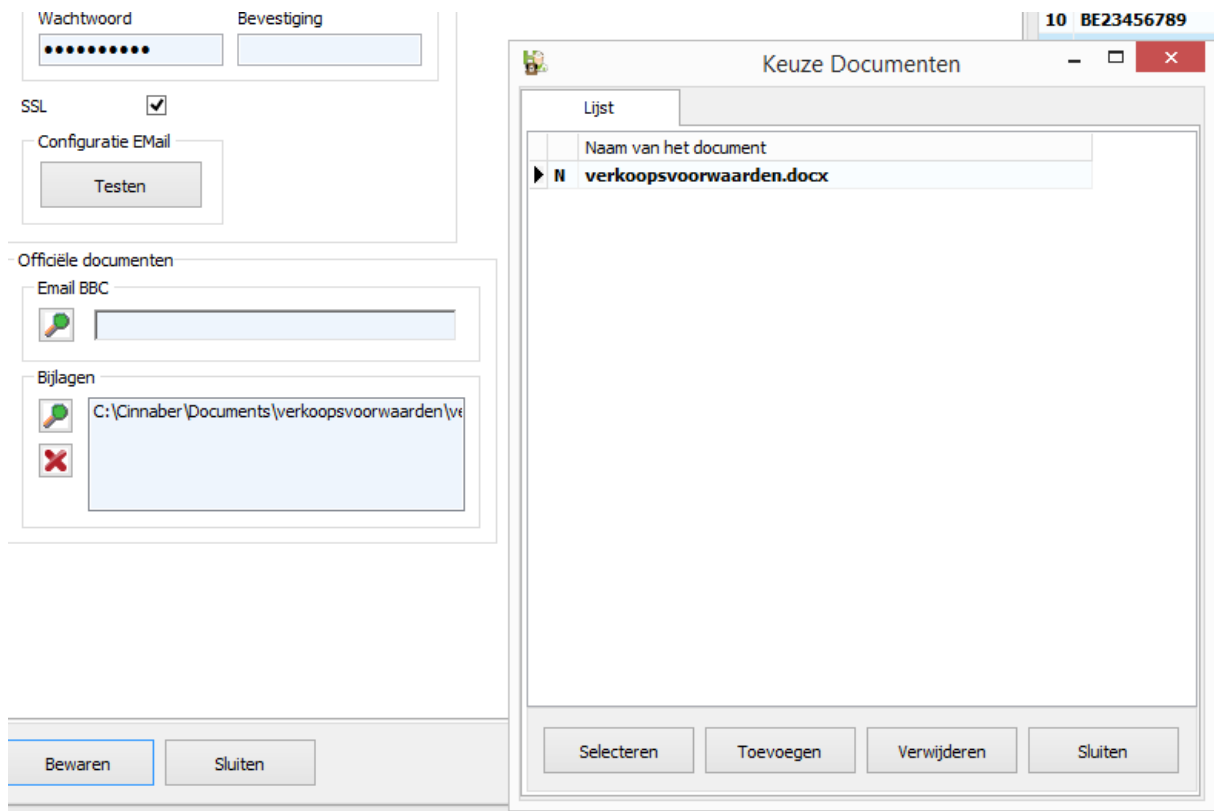 Wachtwoord Bevestiging
●●●●●●●●●●
SSL
Configuratie EMail
Testen
Officiële documenten
Email BBC
Bijlagen
C:\Cinnaber\Documents\verkoopsvoorwaarden\ve
Bewaren Sluiten
10 BE23456789
Keuze Documenten
Lijst
Naam van het document
N verkoopsvoorwaarden.docx
Selecteren Toevoegen Verwijderen Sluiten